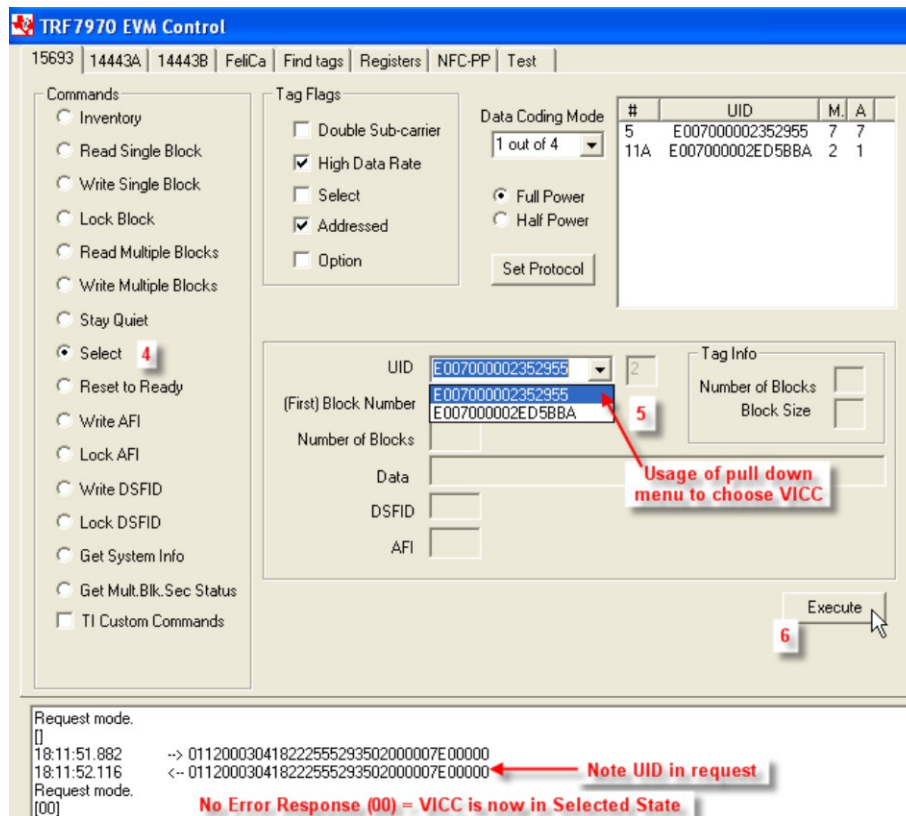 TRF7970 EVM Control
15693 14443A 14443B FeliCa Find tags Registers NFC-PP Test
Commands
Inventory
Read Single Block
Write Single Block
Lock Block
Read Multiple Blocks
Write Multiple Blocks
Stay Quiet
Select 4
Reset to Ready
Write AFI
Lock AFI
Write DSFID
Lock DSFID
Get System Info
Get Mult.Blk.Sec Status
TI Custom Commands
Tag Flags
Double Sub-carrier
High Data Rate
Select
Addressed
Option
Data Coding Mode
1 out of 4
Full Power
Half Power
Set Protocol
# UID M. A
5 E007000002352955 7 7
11A E007000002ED5BBA 2 1
UID E007000002352955 2
E007000002352955
E007000002ED5BBA
5
(First) Block Number
Number of Blocks
Data
DSFID
AFI
Tag Info
Number of Blocks
Block Size
Usage of pull down
menu to choose VICC
Execute
6
Request mode.
[]
18:11:51.882 --> 011200030418222555293502000007E00000
18:11:52.116 <-- 011200030418222555293502000007E00000
Note UID in request
Request mode.
[00]
No Error Response (00) = VICC is now in Selected State